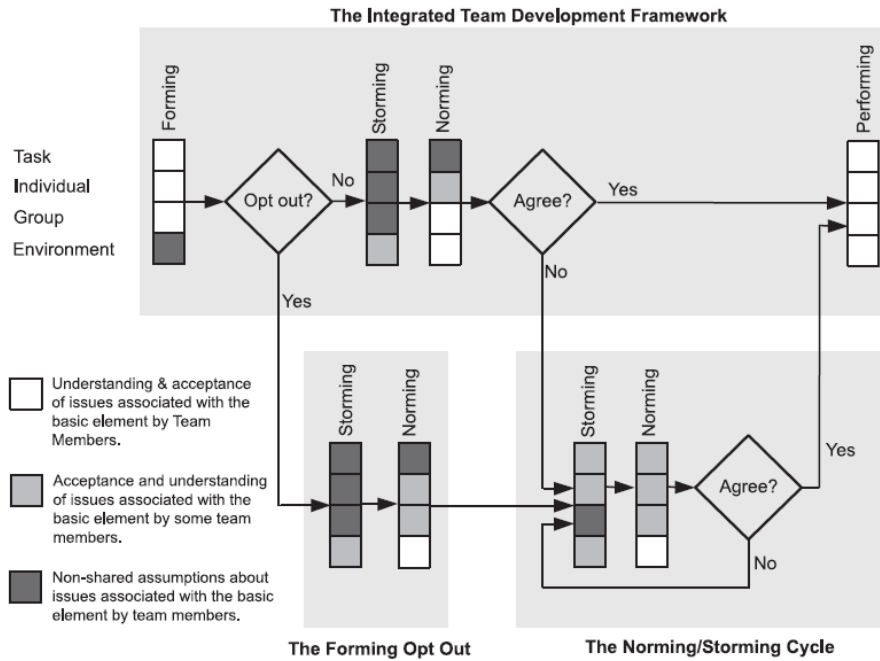 The Integrated Team Development Framework
Forming
Storming
Norming
Performing
Task
Individual
Group
Environment
Opt out?
No
Agree?
Yes
Yes
No
Understanding & acceptance
of issues associated with the
basic element by Team
Members.
Acceptance and understanding
of issues associated with the
basic element by some team
members.
Non-shared assumptions about
issues associated with the basic
element by team members.
Storming
Norming
Storming
Norming
Agree?
Yes
No
The Forming Opt Out
The Norming/Storming Cycle